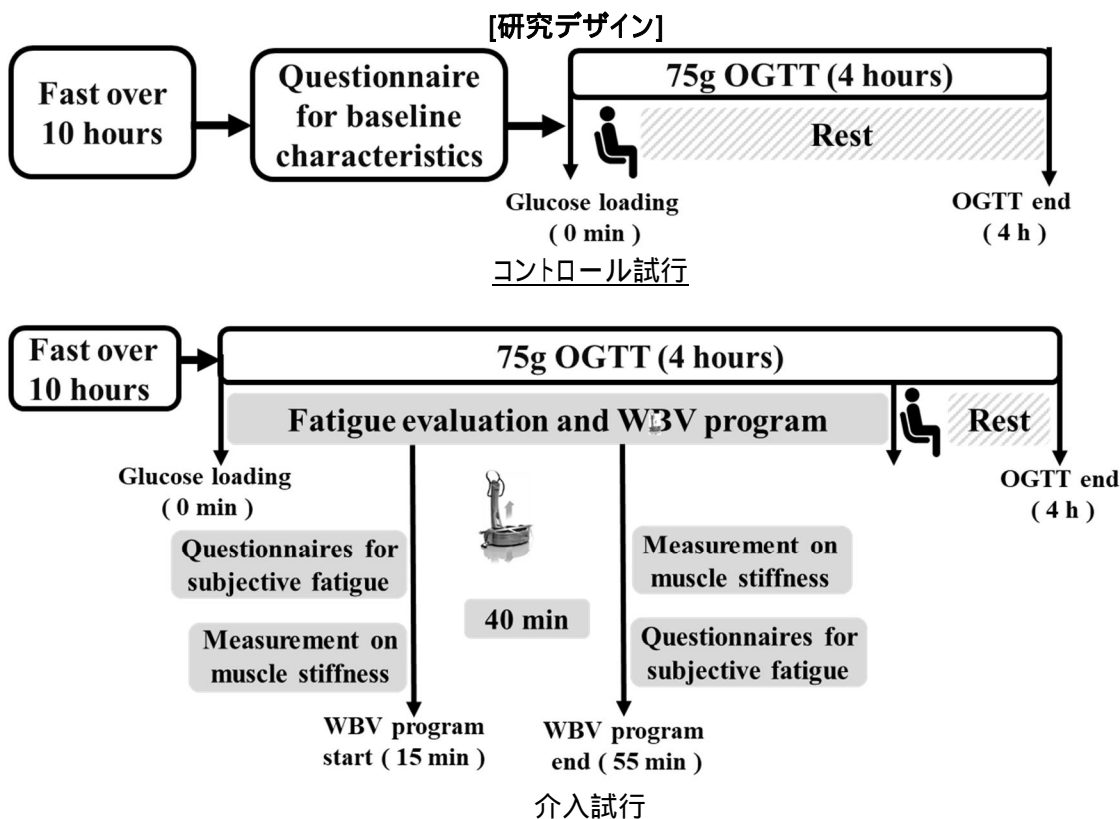 [研究デザイン]
Fast over
10 hours
Questionnaire
for baseline
characteristics
75g OGTT (4 hours)
Rest
Glucose loading
( 0 min )
OGTT end
( 4 h )
コントロール試行
Fast over
10 hours
75g OGTT (4 hours)
Fatigue evaluation and WBV program
Rest
Glucose loading
( 0 min )
OGTT end
( 4 h )
Questionnaires for
subjective fatigue
Measurement on
muscle stiffness
40 min
Measurement on
muscle stiffness
Questionnaires for
subjective fatigue
WBV program
start ( 15 min )
WBV program
end ( 55 min )
介入試行